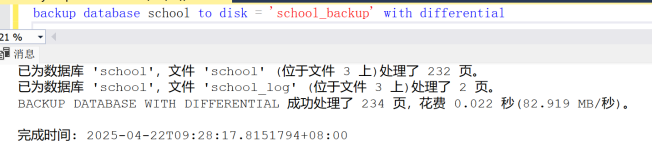 backup database school to disk = 'school_backup' with differential
21 %
消息
已为数据库 'school'，文件 'school' (位于文件 3 上)处理了 232 页。
已为数据库 'school'，文件 'school_log' (位于文件 3 上)处理了 2 页。
BACKUP DATABASE WITH DIFFERENTIAL 成功处理了 234 页，花费 0.022 秒(82.919 MB/秒)。
完成时间: 2025-04-22T09:28:17.8151794+08:00